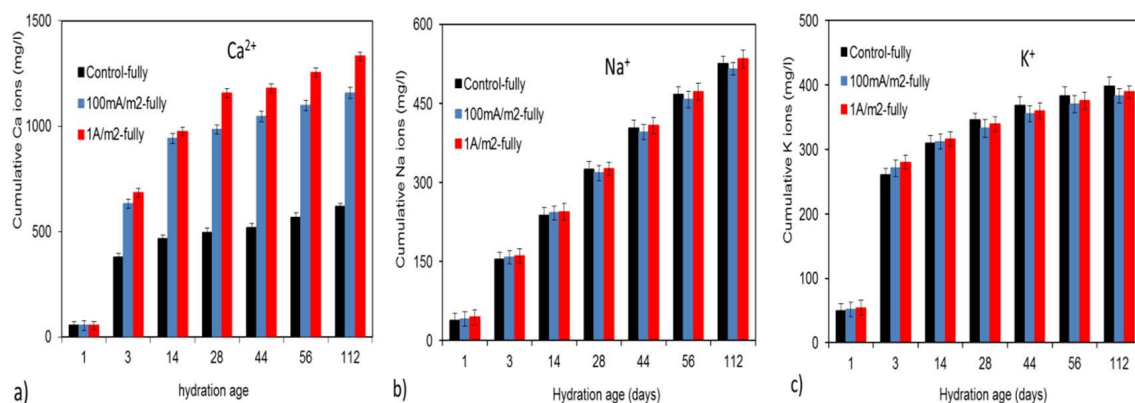 Cumulative Ca ions (mg/l)
1500
1000
500
0
Ca2+
Control-fully
100mA/m2-fully
1A/m2-fully
1 3 14 28 44 56 112
hydration age
a)
Cumulative Na ions (mg/l)
600
450
300
150
0
Na+
Control-fully
100mA/m2-fully
1A/m2-fully
1 3 14 28 44 56 112
Hydration age (days)
b)
Cumulative K ions (mg/l)
500
400
300
200
100
0
K+
Control-fully
100mA/m2-fully
1A/m2-fully
1 3 14 28 44 56 112
Hydration age (days)
c)